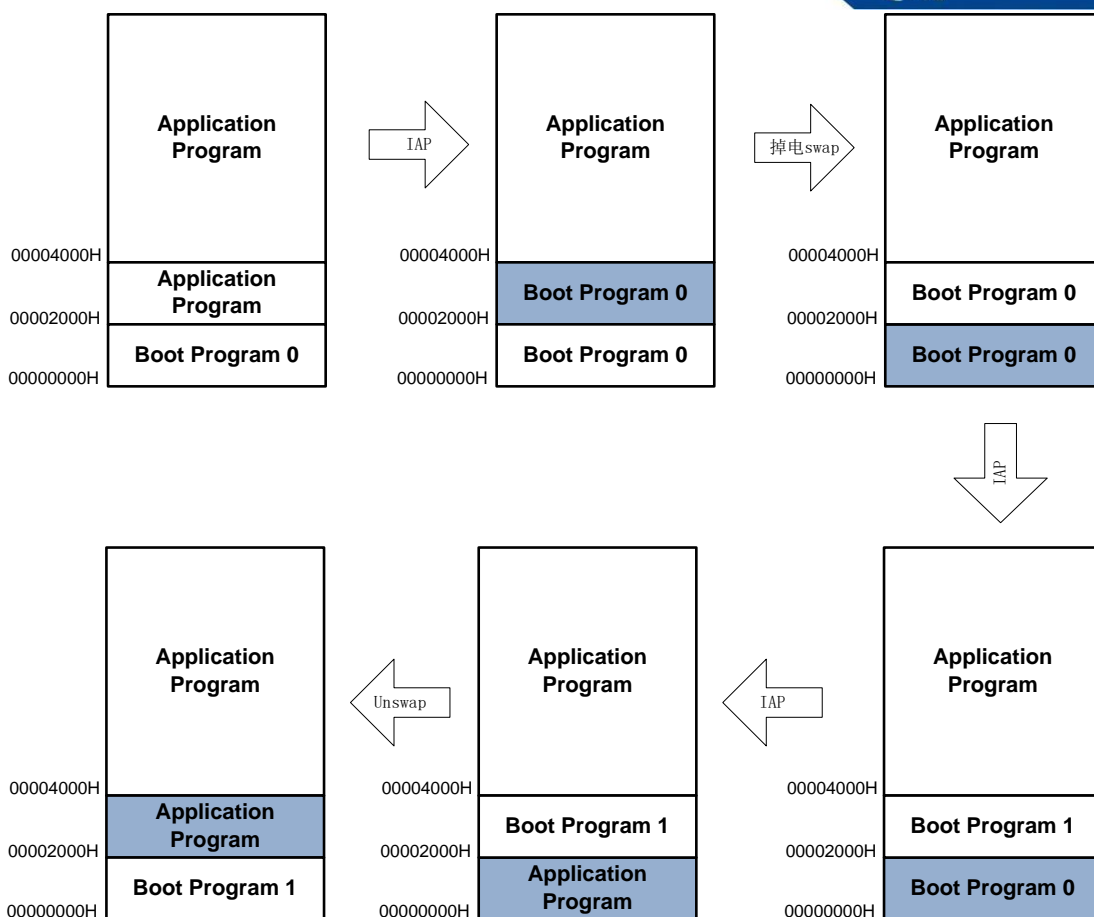 Application
Program
00004000H
Application
Program
00002000H
Boot Program 0
00000000H
IAP
Application
Program
00004000H
Boot Program 0
00002000H
Boot Program 0
00000000H
掉电swap
Application
Program
00004000H
Boot Program 0
00002000H
Boot Program 0
00000000H
IAP
Application
Program
00004000H
Application
Program
00002000H
Boot Program 1
00000000H
Unswap
Application
Program
00004000H
Boot Program 1
00002000H
Application
Program
00000000H
IAP
Application
Program
00004000H
Boot Program 1
00002000H
Boot Program 0
00000000H